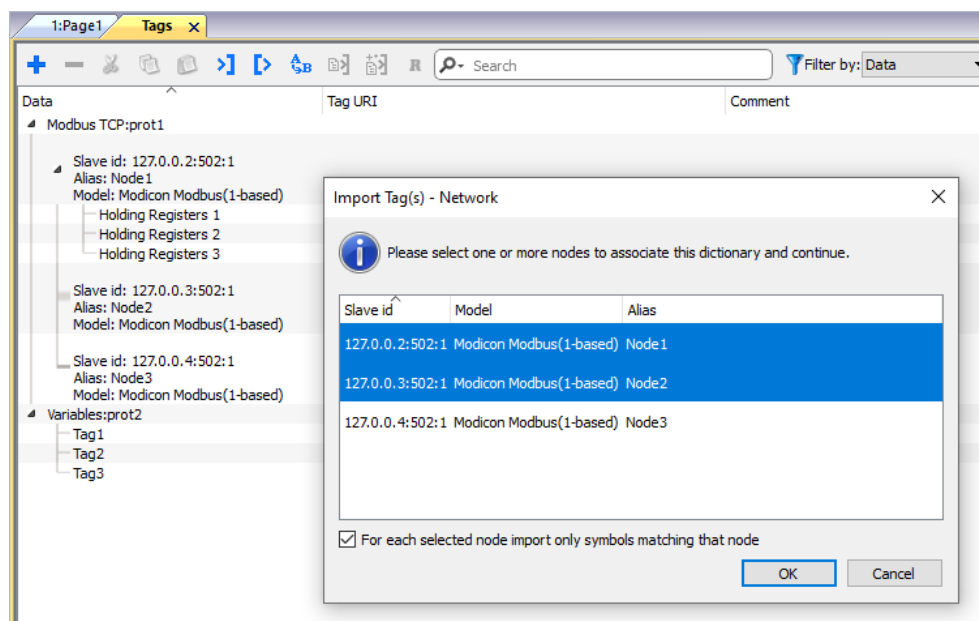 1:Page1 Tags
Search Filter by: Data
Data Tag URI Comment
Modbus TCP:prot1
Slave id: 127.0.0.2:502:1
Alias: Node1
Model: Modicon Modbus(1-based)
Holding Registers 1
Holding Registers 2
Holding Registers 3
Slave id: 127.0.0.3:502:1
Alias: Node2
Model: Modicon Modbus(1-based)
Slave id: 127.0.0.4:502:1
Alias: Node3
Model: Modicon Modbus(1-based)
Variables:prot2
Tag1
Tag2
Tag3
Import Tag(s) - Network
Please select one or more nodes to associate this dictionary and continue.
Slave id Model Alias
127.0.0.2:502:1 Modicon Modbus(1-based) Node1
127.0.0.3:502:1 Modicon Modbus(1-based) Node2
127.0.0.4:502:1 Modicon Modbus(1-based) Node3
For each selected node import only symbols matching that node
OK Cancel